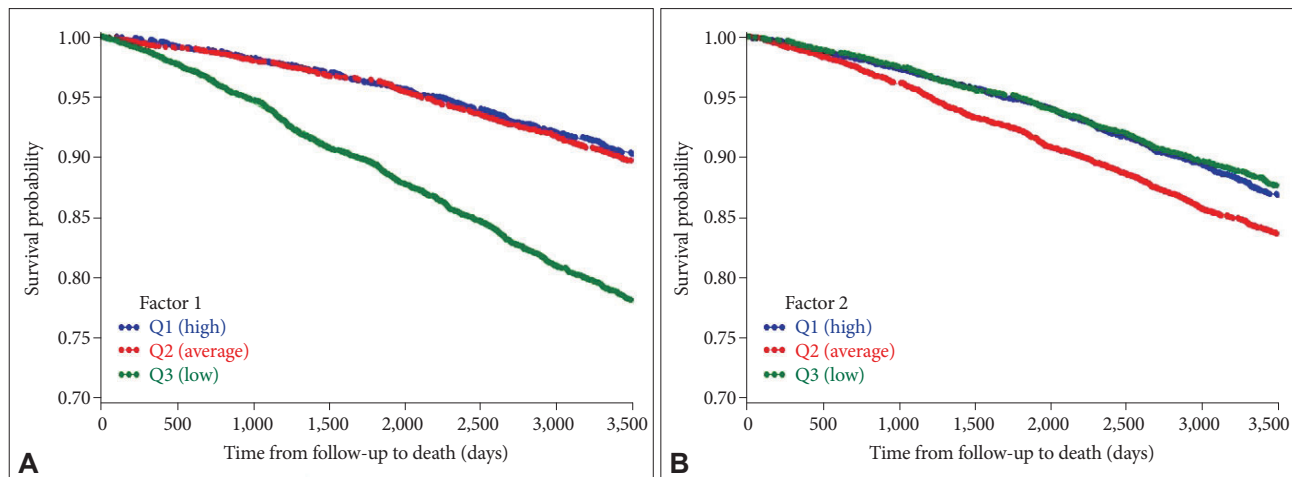 1.00
0.95
0.90
0.85
0.80
0.75
0.70
Survival probability
Factor 1
Q1 (high)
Q2 (average)
Q3 (low)
0 500 1,000 1,500 2,000 2,500 3,000 3,500
Time from follow-up to death (days)
A
1.00
0.95
0.90
0.85
0.80
0.75
0.70
Survival probability
Factor 2
Q1 (high)
Q2 (average)
Q3 (low)
0 500 1,000 1,500 2,000 2,500 3,000 3,500
Time from follow-up to death (days)
B